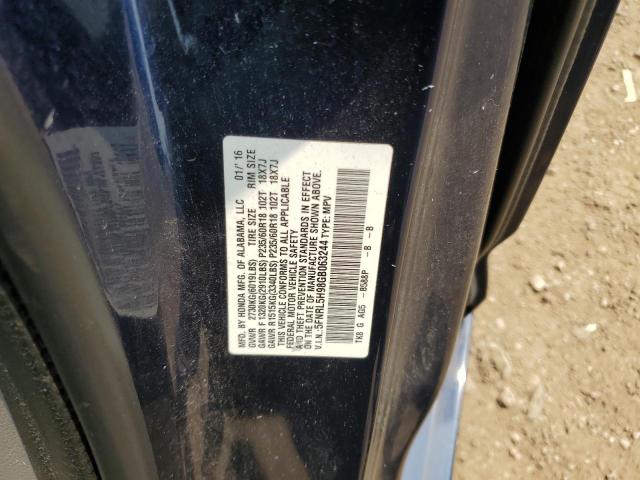 MFD. BY HONDA MFG. OF ALABAMA, LLC 01/'16
GVWR 2730KG(6019LBS) TIRE SIZE RIM SIZE
GAWR F 1320KG(2910LBS) P235/60R18 102T 18X7J
GAWR R 1515KG(3340LBS) P235/60R18 102T 18X7J
THIS VEHICLE CONFORMS TO ALL APPLICABLE
FEDERAL MOTOR VEHICLE SAFETY
AND THEFT PREVENTION STANDARDS IN EFFECT
ON THE DATE OF MANUFACTURE SHOWN ABOVE.
V.I.N.:5FNRL5H98GB063244 TYPE:MPV
TK8 G AG5 - B588P - B - B